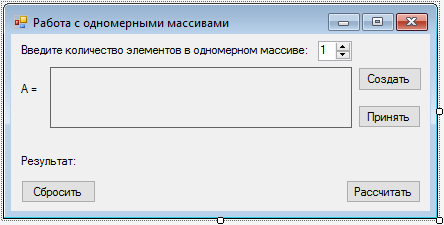 Работа с одномерными массивами
Введите количество элементов в одномерном массиве: 1
Создать
A =
Принять
Результат:
Сбросить Рассчитать